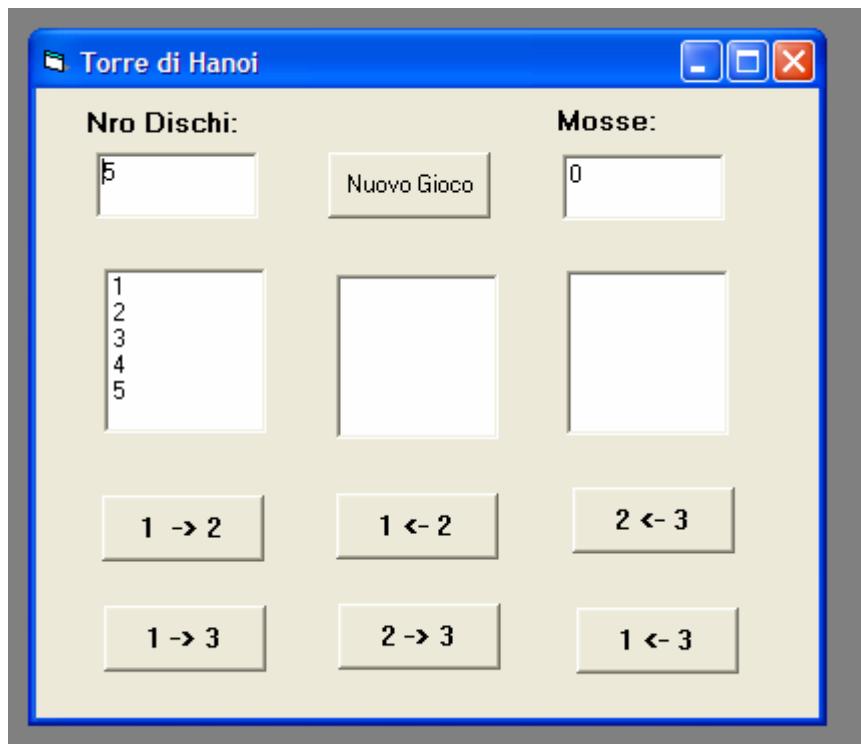 Torre di Hanoi
Nro Dischi:
Mosse:
5
Nuovo Gioco
0
1
2
3
4
5
1 -> 2
1 <- 2
2 <- 3
1 -> 3
2 -> 3
1 <- 3